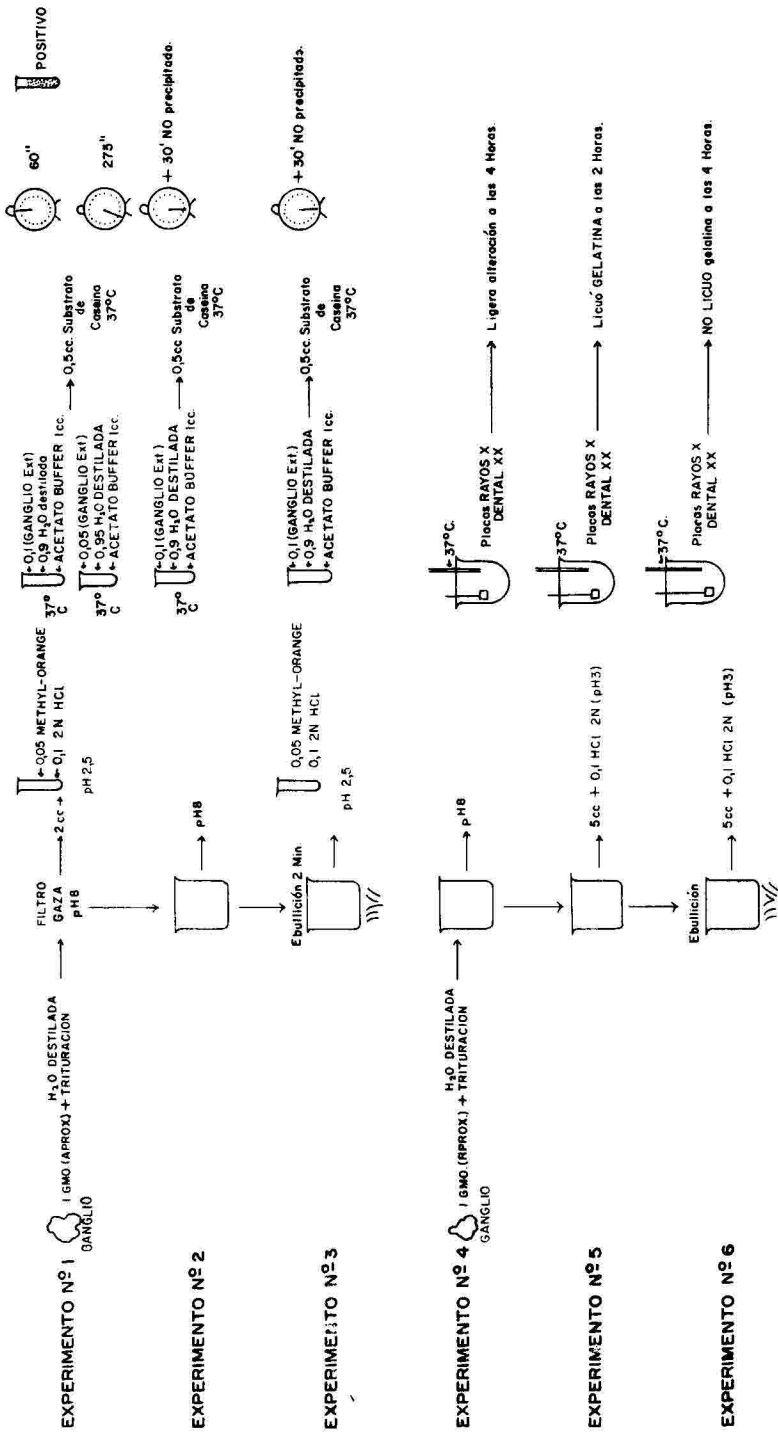 EXPERIMENTO Nº 1
GANGLIO
1 GMO.(APROX) + TRITURACION
H₂O DESTILADA
FILTRO
GAZA
pH8
2 cc
0,05 METHYL-ORANGE
0,1 2N HCl
pH 2,5
37°
C
0,1 (GANGLIO Ext)
0,9 H₂O destilada
ACETATO BUFFER 1cc.
37°
C
0,05 (GANGLIO Ext)
0,95 H₂O DESTILADA
ACETATO BUFFER 1cc.
0,5cc. Substrato
de
Caseina
37°C
60"
275"
POSITIVO
EXPERIMENTO Nº 2
pH8
37°
C
0,1 (GANGLIO Ext)
0,9 H₂O DESTILADA
ACETATO BUFFER 1cc.
0,5cc. Substrato
de
Caseina
37°C
+ 30' NO precipitado.
EXPERIMENTO Nº 3
Ebullición 2 Min.
0,05 METHYL-ORANGE
0,1 2N HCl
pH 2,5
0,1 (GANGLIO Ext)
0,9 H₂O DESTILADA
ACETATO BUFFER 1cc.
0,5cc. Substrato
de
Caseina
37°C
+ 30' NO precipitado.
EXPERIMENTO Nº 4
GANGLIO
1 GMO.(RPROX.) + TRITURACION
H₂O DESTILADA
pH8
37°C.
Placas RAYOS X
DENTAL XX
Ligera alteración a las 4 Horas.
EXPERIMENTO Nº 5
5cc + 0,1 HCl 2N (pH3)
37°C
Placas RAYOS X
DENTAL XX
Licuó GELATINA a las 2 Horas.
EXPERIMENTO Nº 6
Ebullición
5cc + 0,1 HCl 2N (pH3)
37°C.
Placas RAYOS X
DENTAL XX
NO LICUO gelatina a las 4 Horas.